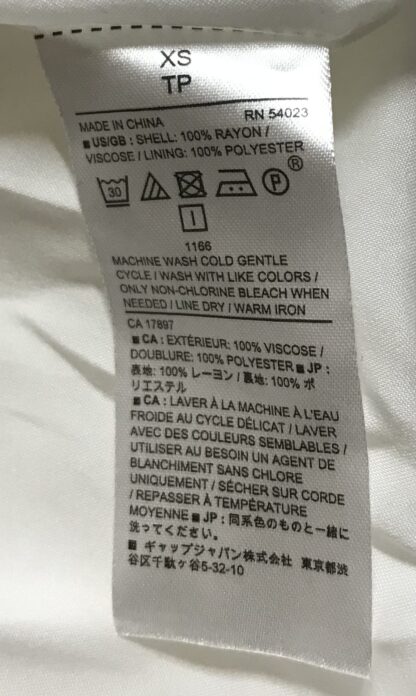 XS
TP
MADE IN CHINA RN 54023
■ US/GB : SHELL: 100% RAYON /
VISCOSE / LINING: 100% POLYESTER
30 P ®
I
1166
MACHINE WASH COLD GENTLE
CYCLE / WASH WITH LIKE COLORS /
ONLY NON-CHLORINE BLEACH WHEN
NEEDED / LINE DRY / WARM IRON
CA 17897
■ CA : EXTÉRIEUR: 100% VISCOSE /
DOUBLURE: 100% POLYESTER ■ JP :
表地: 100% レーヨン / 裏地: 100% ポ
リエステル
■ CA : LAVER À LA MACHINE À L'EAU
FROIDE AU CYCLE DÉLICAT / LAVER
AVEC DES COULEURS SEMBLABLES /
UTILISER AU BESOIN UN AGENT DE
BLANCHIMENT SANS CHLORE
UNIQUEMENT / SÉCHER SUR CORDE
/ REPASSER À TEMPÉRATURE
MOYENNE ■ JP : 同系色のものと一緒に
洗ってください。
■ ギャップジャパン株式会社 東京都渋
谷区千駄ヶ谷5-32-10